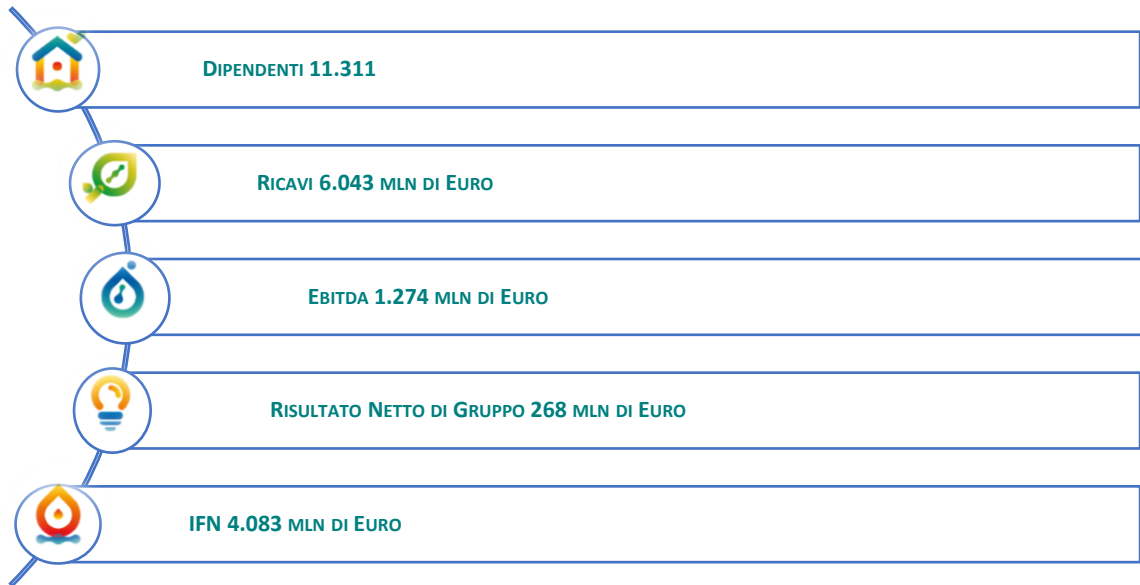 Dipendenti 11.311
Ricavi 6.043 mln di Euro
Ebitda 1.274 mln di Euro
Risultato Netto di Gruppo 268 mln di Euro
IFN 4.083 mln di Euro